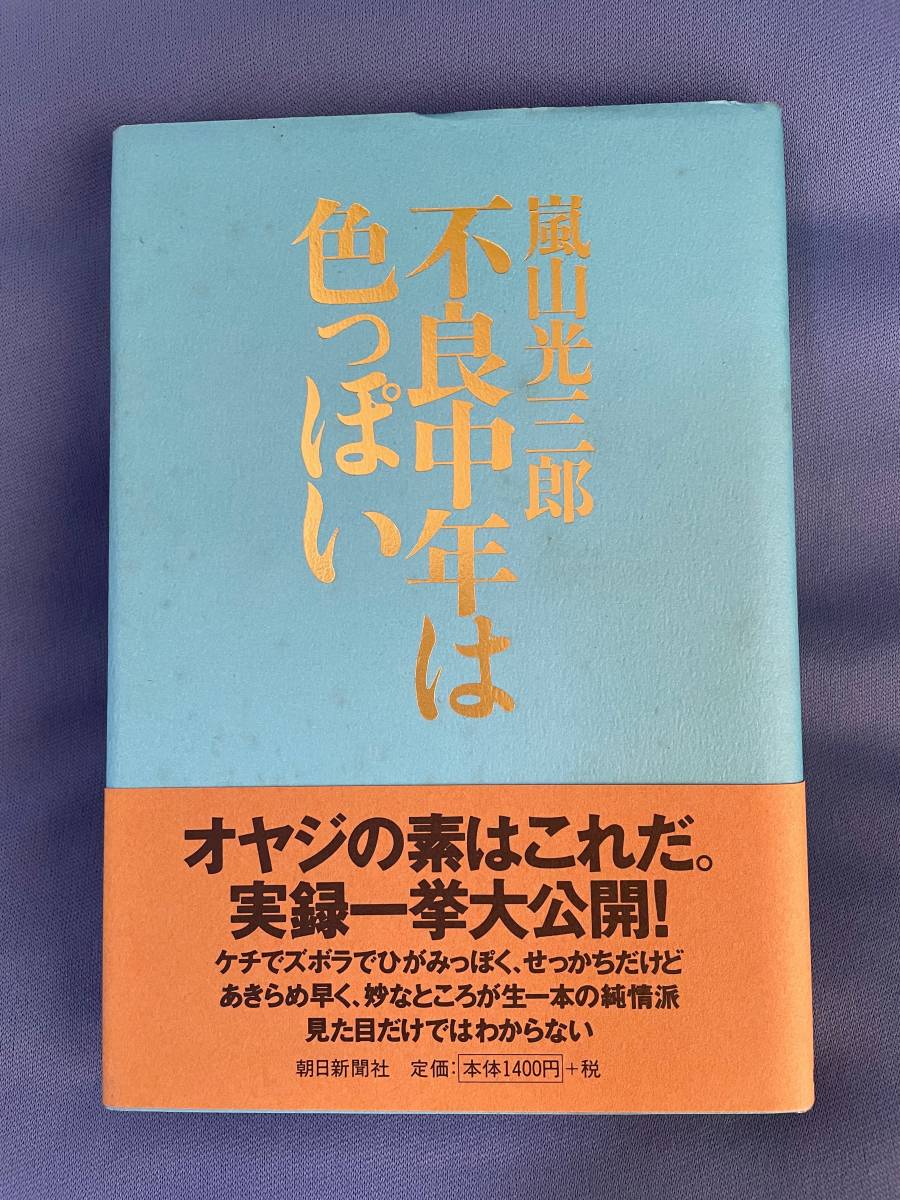 嵐山光三郎
不良中年は
色っぽい
オヤジの素はこれだ。
実録一挙大公開!
ケチでズボラでひがみっぽく、せっかちだけど
あきらめ早く、妙なところが生一本の純情派
見た目だけではわからない
朝日新聞社 定価:本体1400円+税